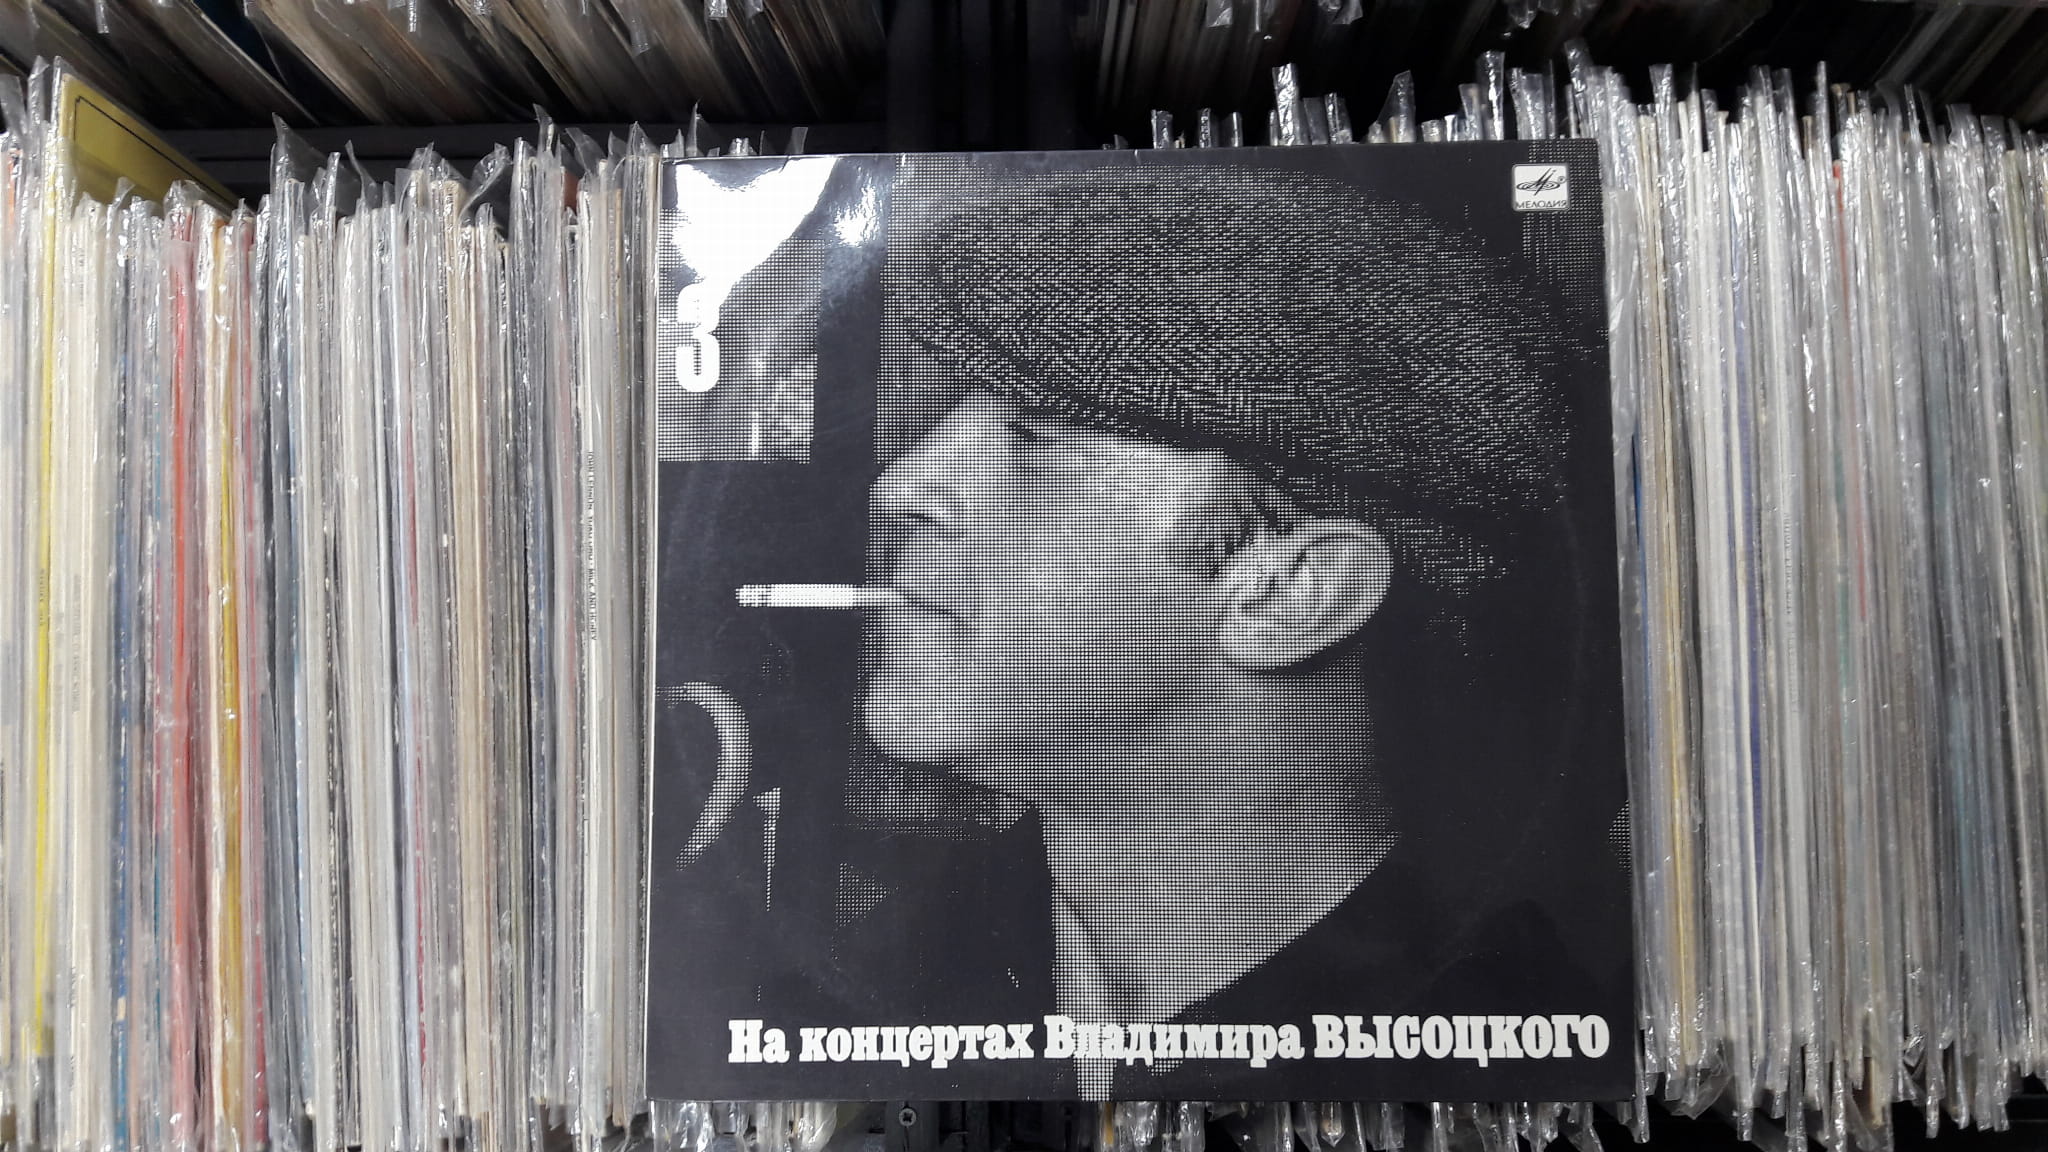 МЕЛОДИЯ
3
На концертах Владимира ВЫСОЦКОГО